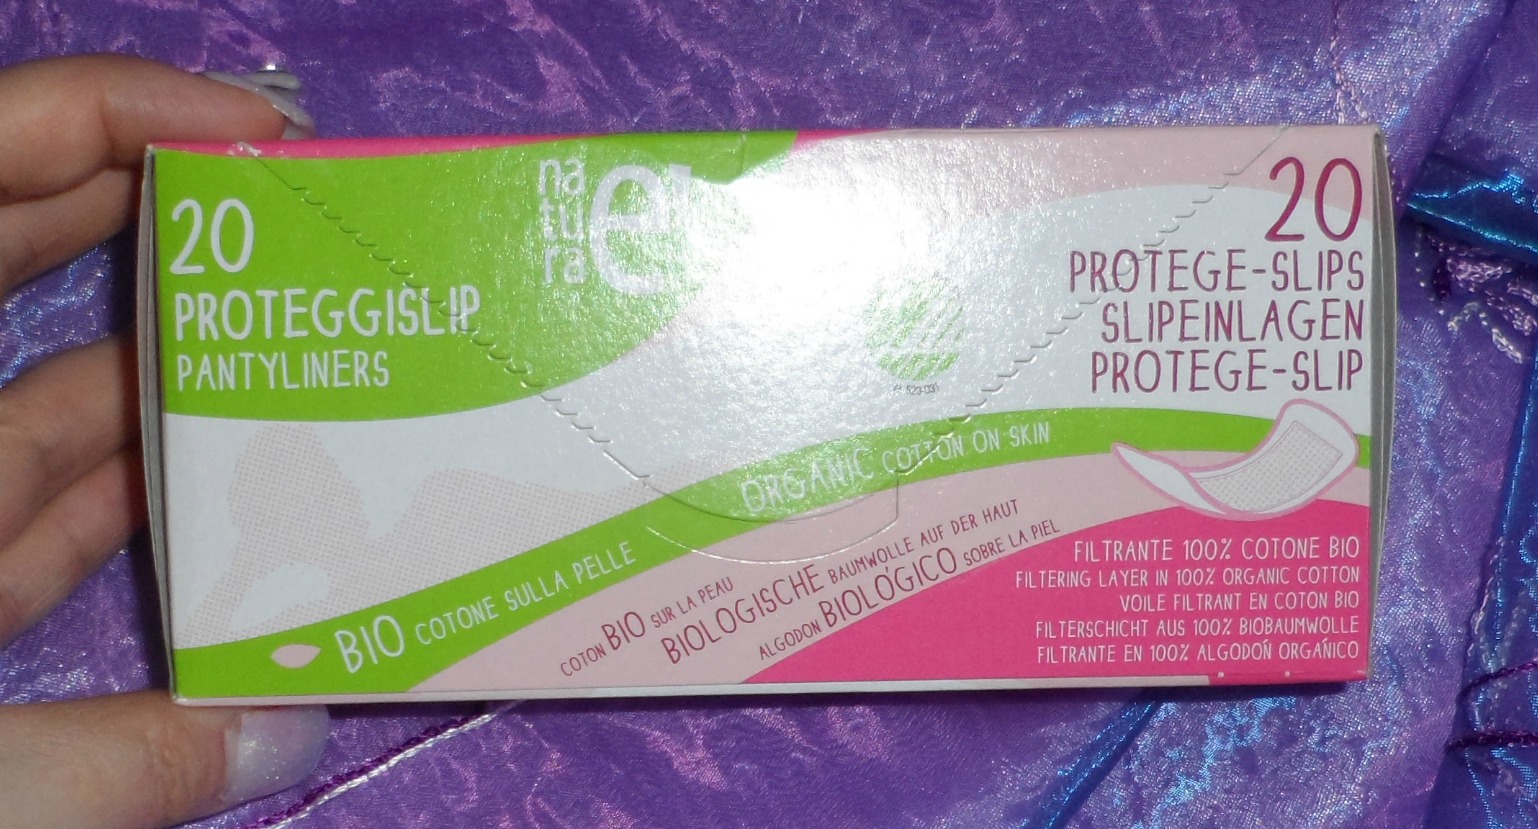 20
PROTEGGISLIP
PANTYLINERS
na
tu
ra
è
20
PROTEGE-SLIPS
SLIPEINLAGEN
PROTEGE-SLIP
BIO COTONE SULLA PELLE
ORGANIC COTTON ON SKIN
COTON BIO SUR LA PEAU
BIOLOGISCHE BAUMWOLLE AUF DER HAUT
ALGODON BIOLÓGICO SOBRE LA PIEL
FILTRANTE 100% COTONE BIO
FILTERING LAYER IN 100% ORGANIC COTTON
VOILE FILTRANT EN COTON BIO
FILTERSCHICHT AUS 100% BIOBAUMWOLLE
FILTRANTE EN 100% ALGODOÑ ORGAÑICO